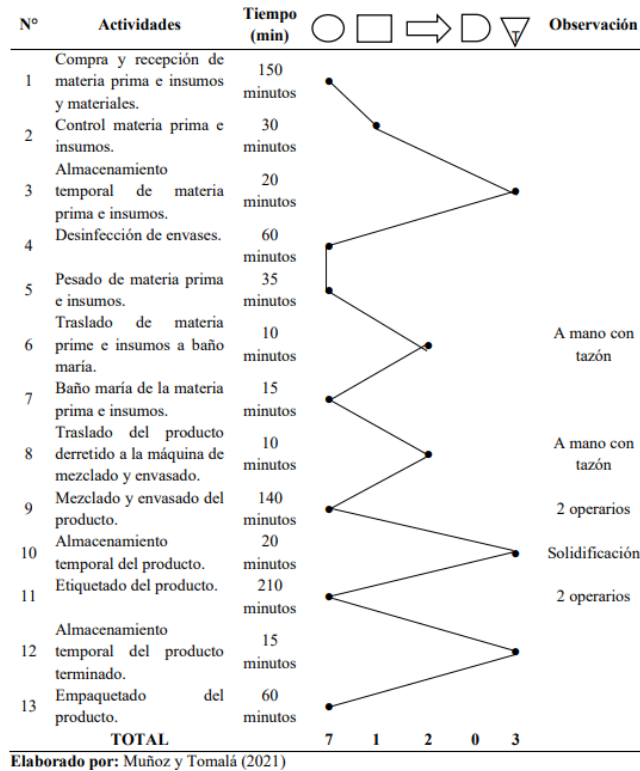 N° Actividades Tiempo (min) Observación
1 Compra y recepción de materia prima e insumos y materiales. 150 minutos
2 Control materia prima e insumos. 30 minutos
3 Almacenamiento temporal de materia prima e insumos. 20 minutos
4 Desinfección de envases. 60 minutos
5 Pesado de materia prima e insumos. 35 minutos
6 Traslado de materia prime e insumos a baño maría. 10 minutos A mano con tazón
7 Baño maría de la materia prima e insumos. 15 minutos
8 Traslado del producto derretido a la máquina de mezclado y envasado. 10 minutos A mano con tazón
9 Mezclado y envasado del producto. 140 minutos 2 operarios
10 Almacenamiento temporal del producto. 20 minutos Solidificación
11 Etiquetado del producto. 210 minutos 2 operarios
12 Almacenamiento temporal del producto terminado. 15 minutos
13 Empaquetado del producto. 60 minutos
TOTAL 7 1 2 0 3
Elaborado por: Muñoz y Tomalá (2021)
T